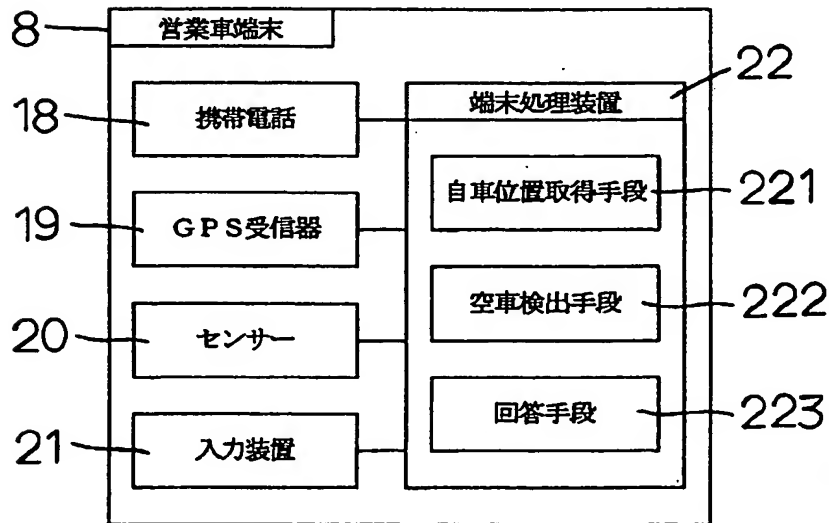 8 営業車端末
18 携帯電話
19 GPS受信器
20 センサー
21 入力装置
22 端末処理装置
221 自車位置取得手段
222 空車検出手段
223 回答手段